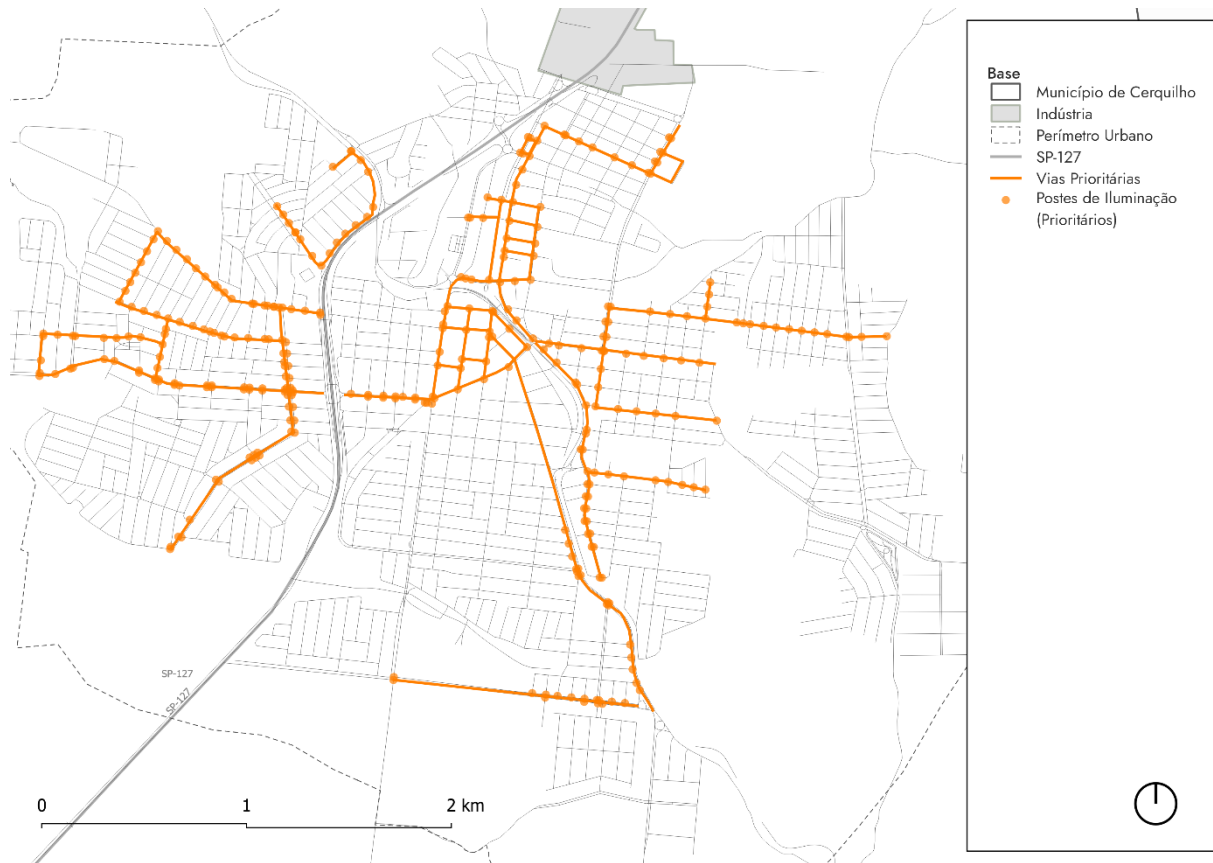 Base
Município de Cerquilho
Indústria
Perímetro Urbano
SP-127
Vias Prioritárias
Postes de Iluminação
(Prioritários)
SP-127
SP-127
0 1 2 km